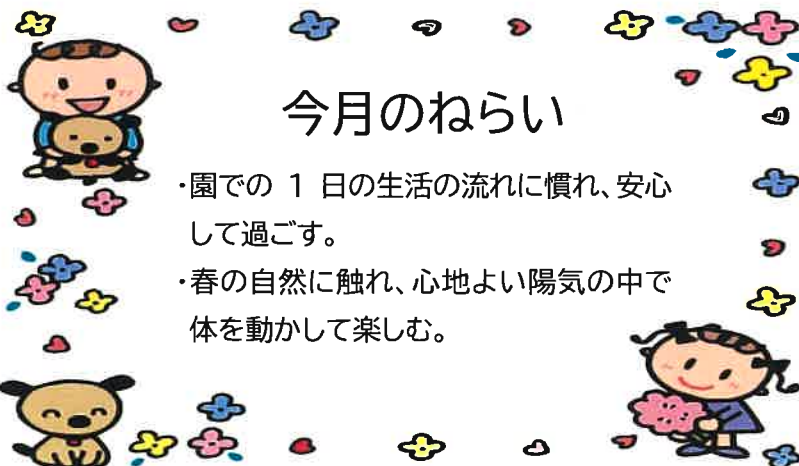 今月のねらい
・園での 1 日の生活の流れに慣れ、安心
して過ごす。
・春の自然に触れ、心地よい陽気の中で
体を動かして楽しむ。